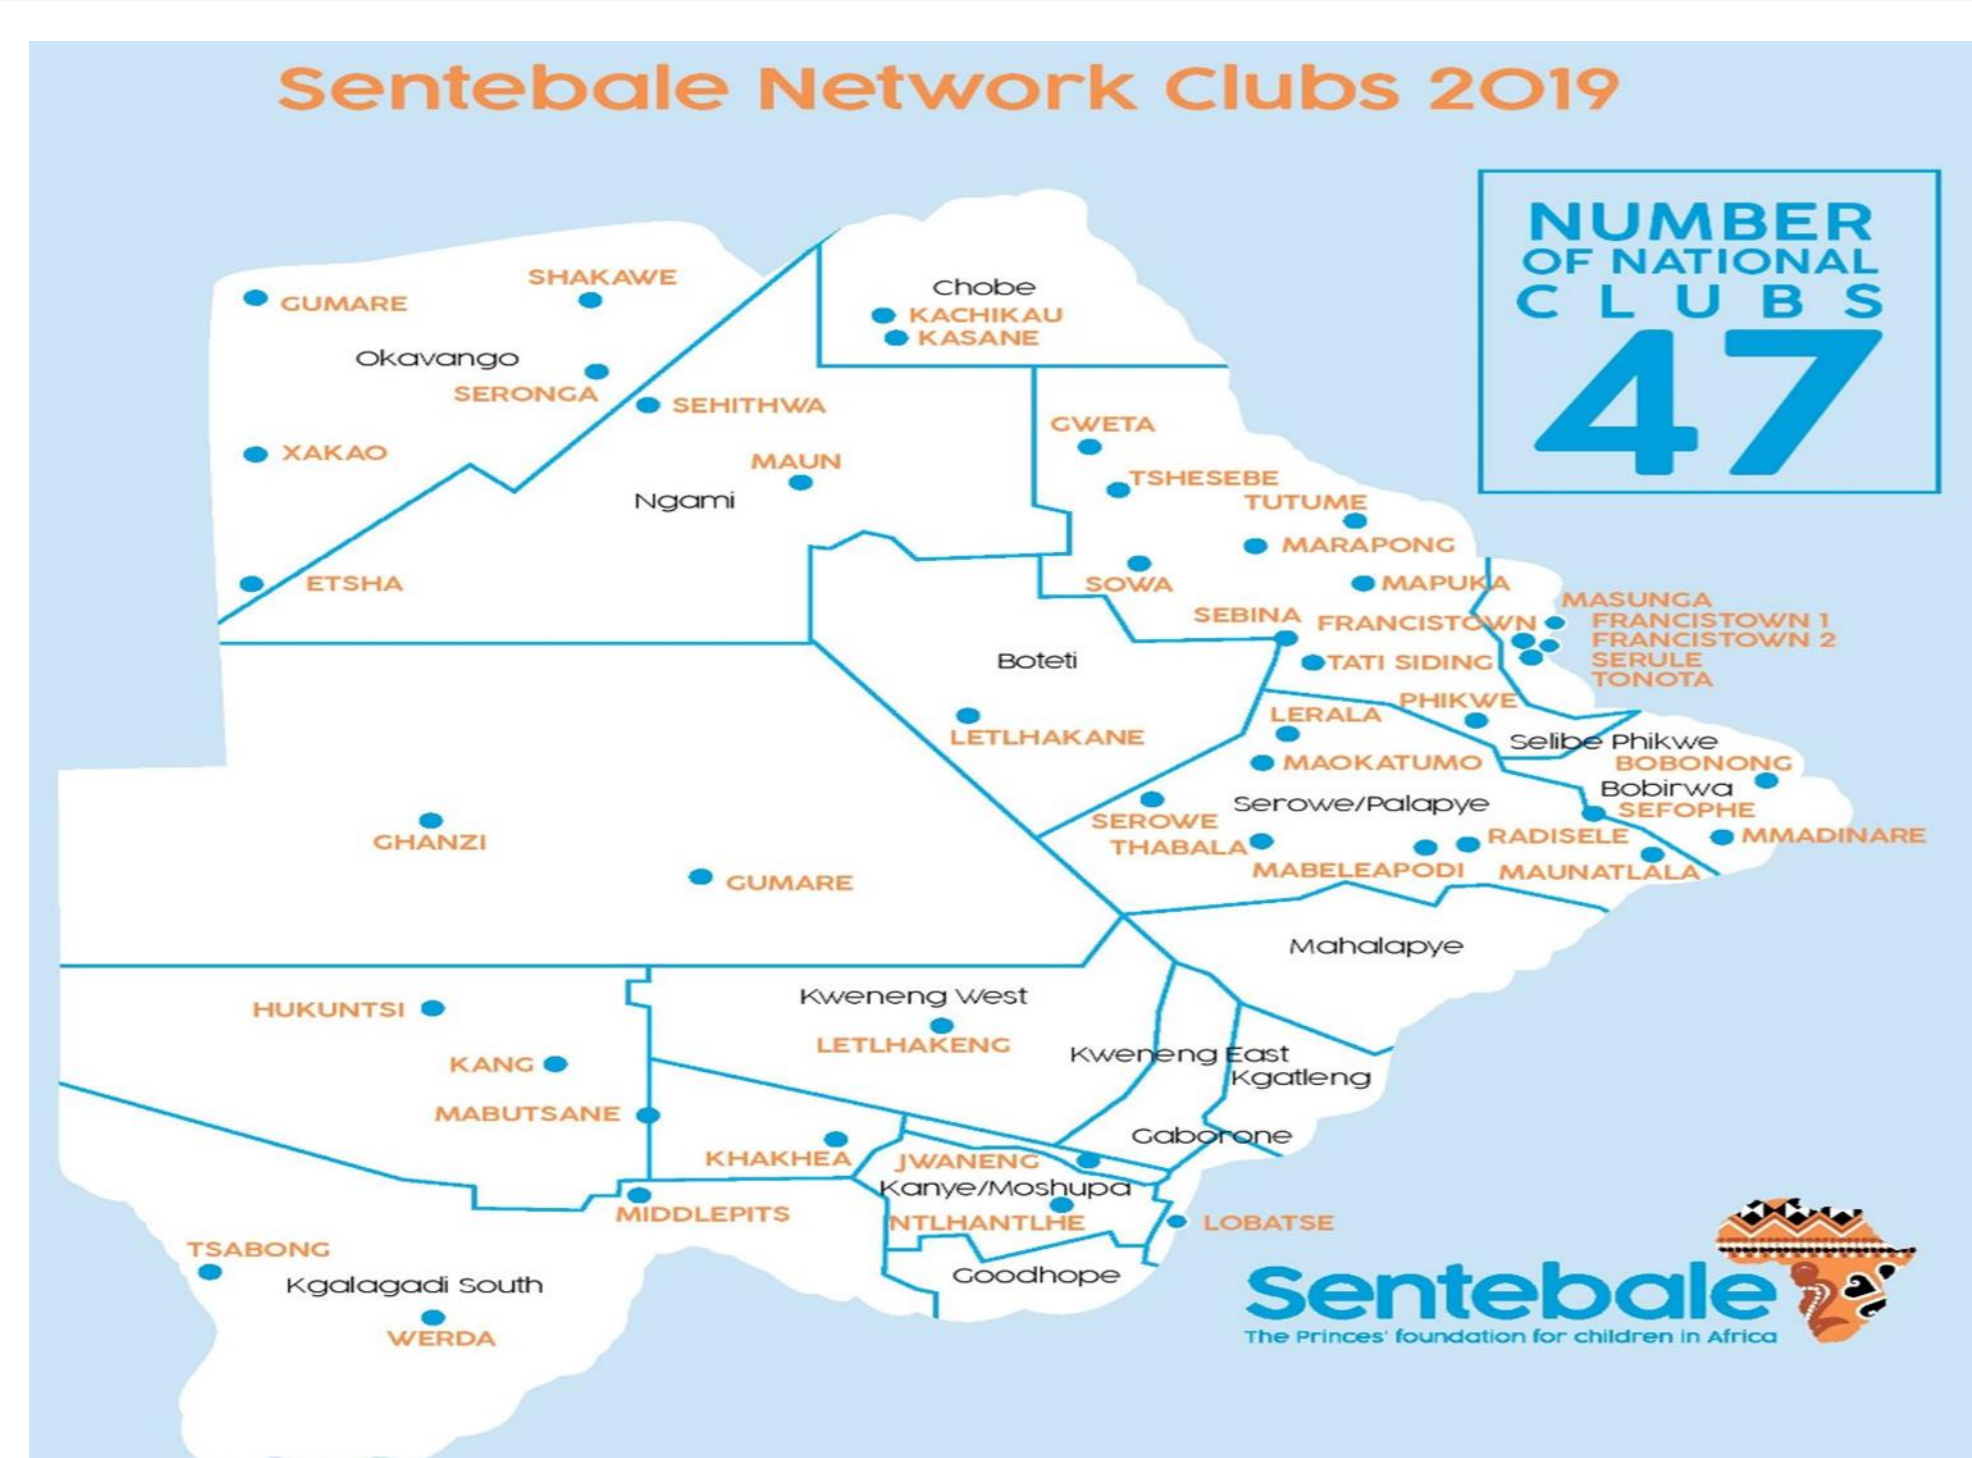 Sentebale Network Clubs 2019
NUMBER
OF NATIONAL
CLUBS
47
SHAKAWE
GUMARE
Okavango
SERONGA
XAKAO
ETSHA
Chobe
KACHIKAU
KASANE
SEHITHWA
MAUN
Ngami
GWETA
TSHESEBE
TUTUME
MARAPONG
SOWA
MAPUKA
SEBINA
FRANCISTOWN
MASUNGA
FRANCISTOWN 1
FRANCISTOWN 2
SERULE
TONOTA
TATI SIDING
Boteti
LETLHAKANE
PHIKWE
LERALA
Selibe Phikwe
MAOKATUMO
BOBONONG
Bobirwa
Serowe/Palapye
SEFOPHE
SEROWE
THABALA
RADISELE
MMADINARE
MABELEAPODI
MAUNATLALA
GHANZI
GUMARE
Mahalapye
HUKUNTSI
Kweneng West
LETLHAKENG
KANG
Kweneng East
Kgatleng
MABUTSANE
Gaborone
KHAKHEA
JWANENG
Kanye/Moshupa
MIDDLEPITS
NTLHANTLHE
LOBATSE
TSABONG
Kgalagadi South
Goodhope
WERDA
Sentebale
The Princes' foundation for children in Africa